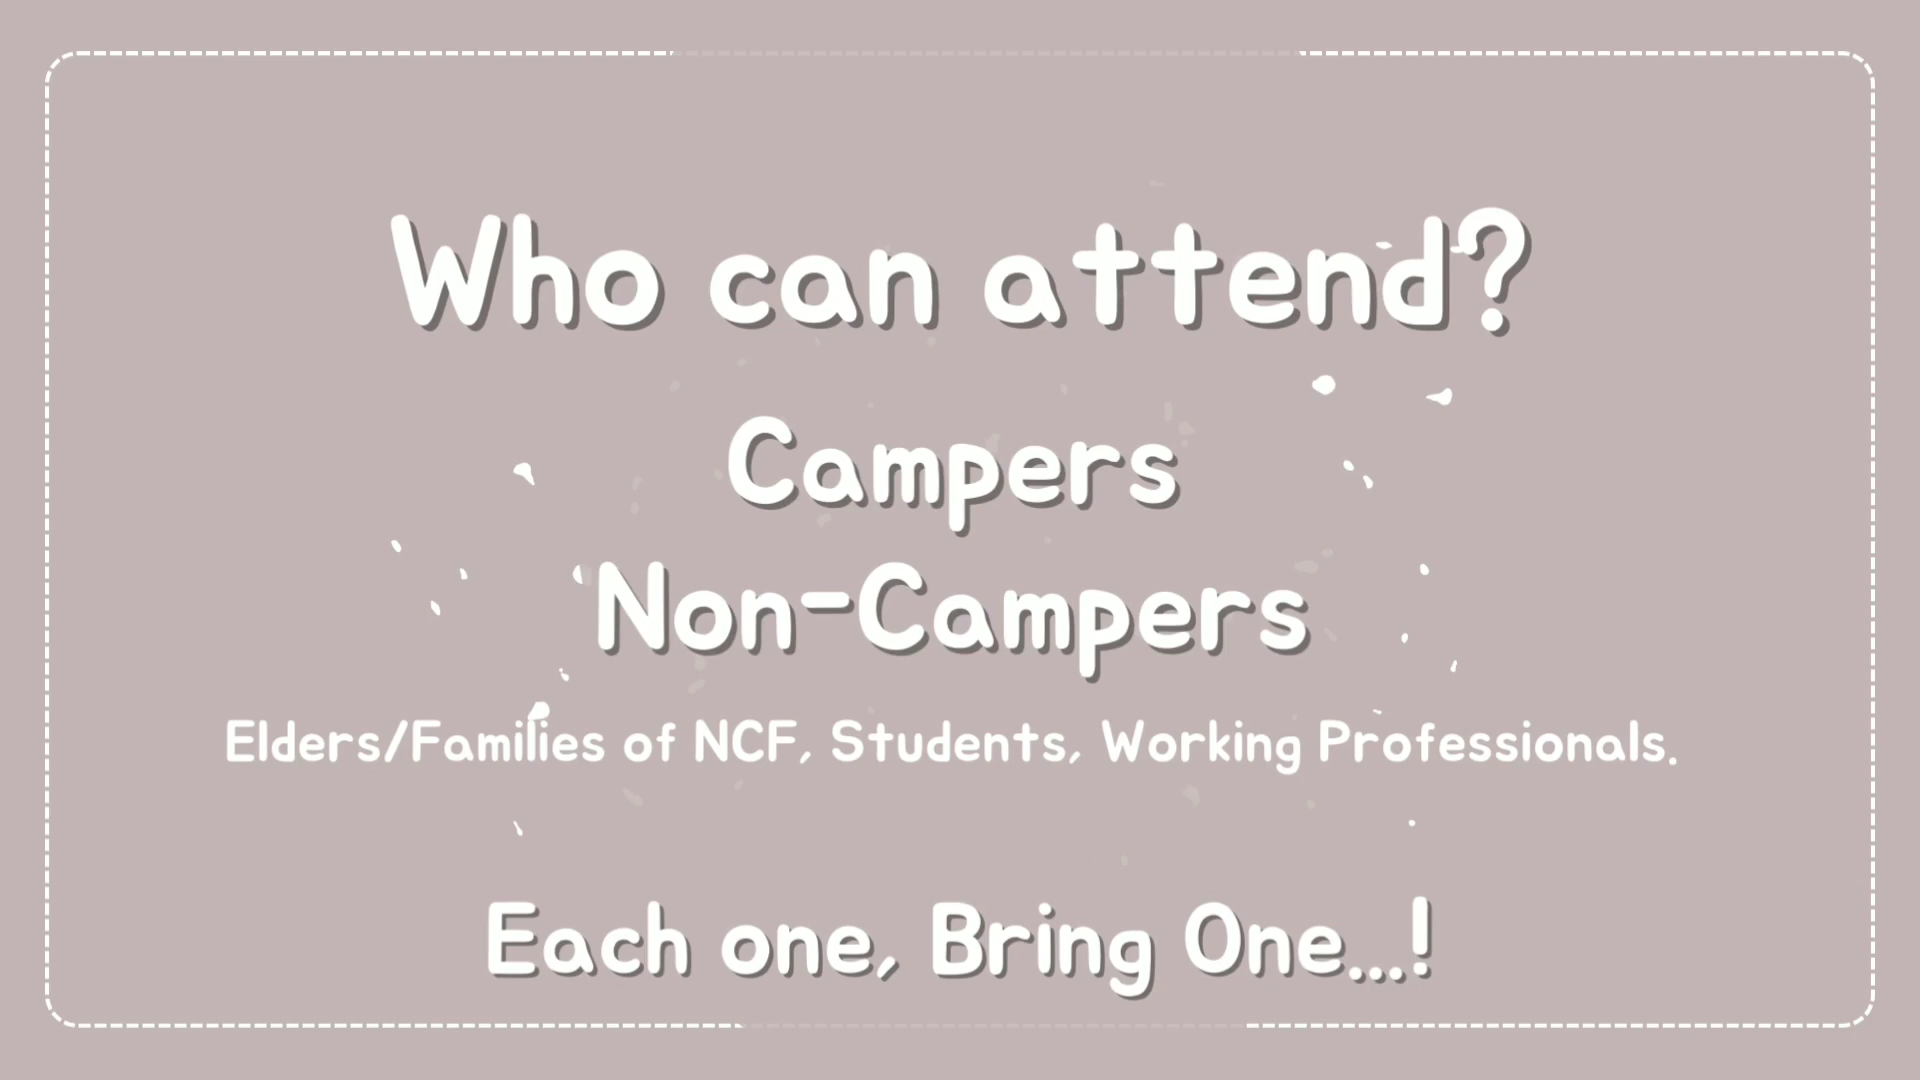 Who can attend?
Campers
Non-Campers
Elders/Families of NCF, Students, Working Professionals.
Each one, Bring One...!